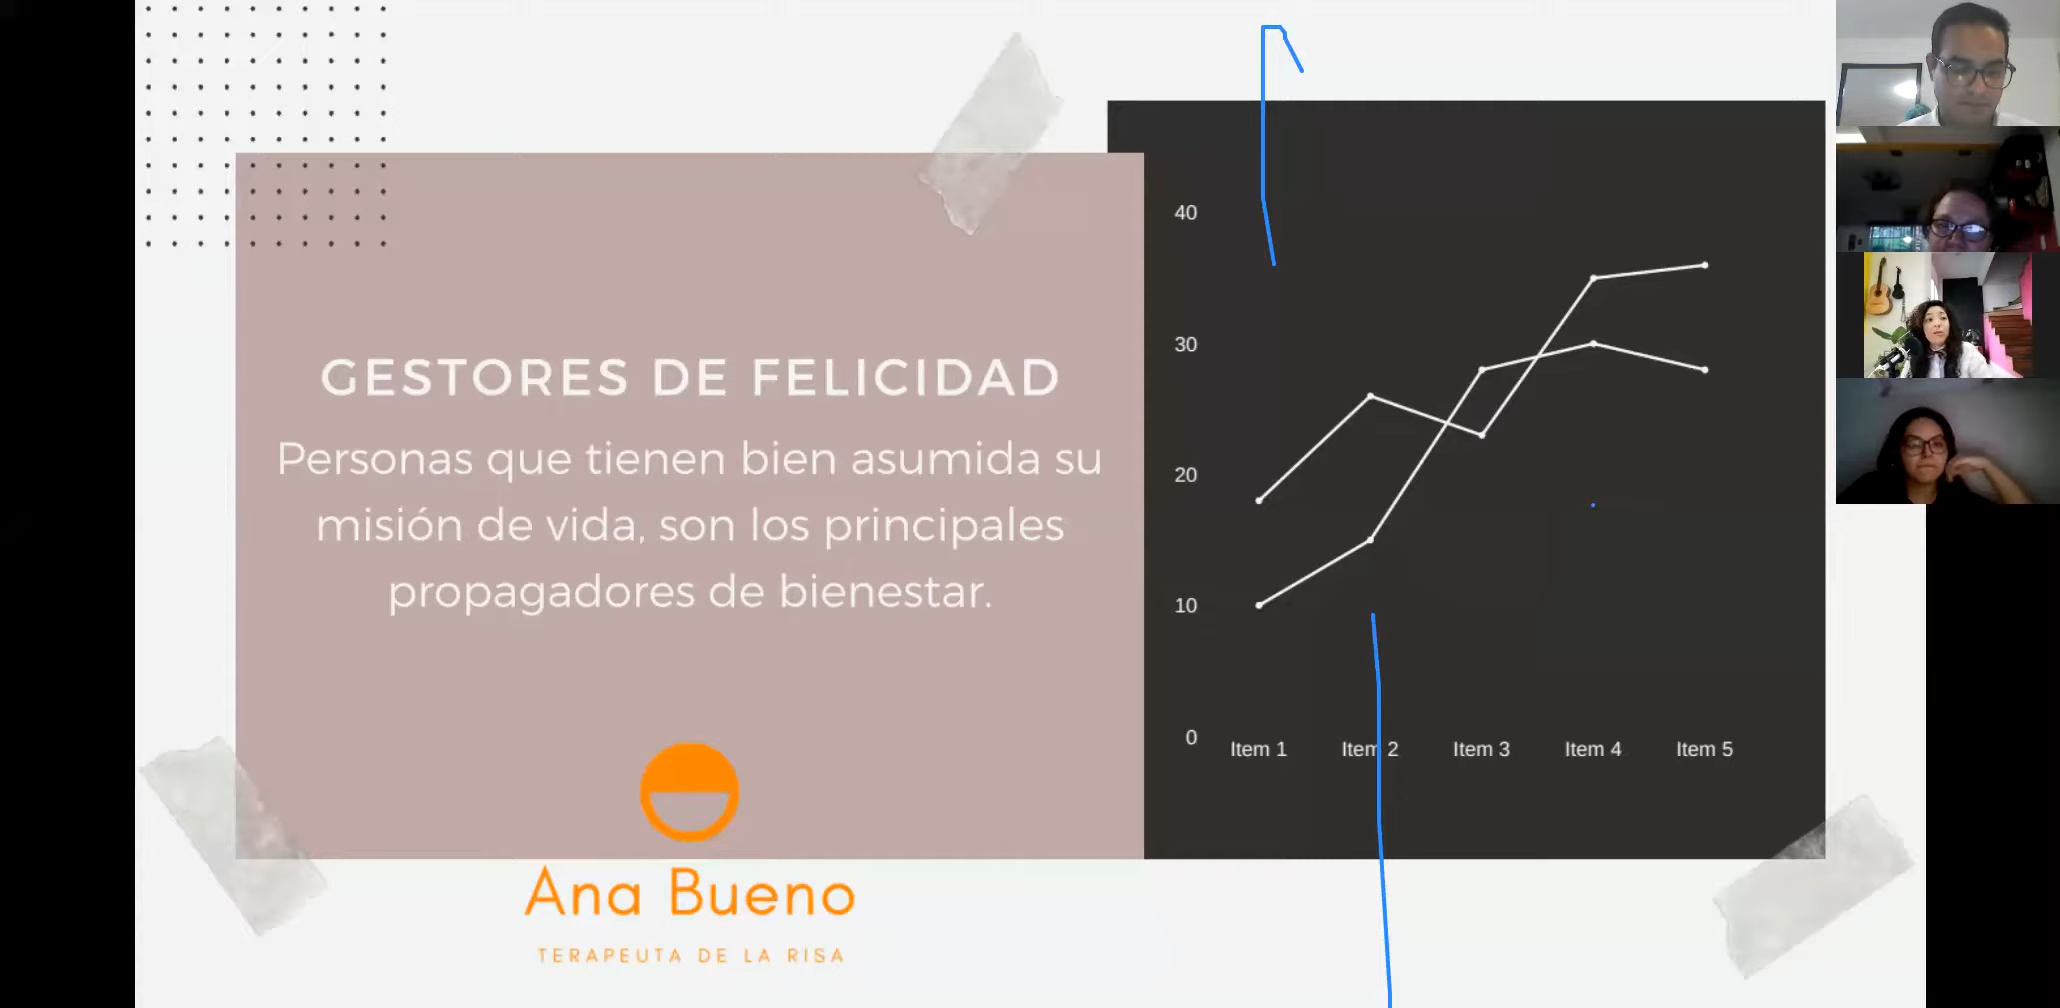 GESTORES DE FELICIDAD
Personas que tienen bien asumida su
misión de vida, son los principales
propagadores de bienestar.
Ana Bueno
TERAPEUTA DE LA RISA
40
30
20
10
0
Item 1 Item 2 Item 3 Item 4 Item 5